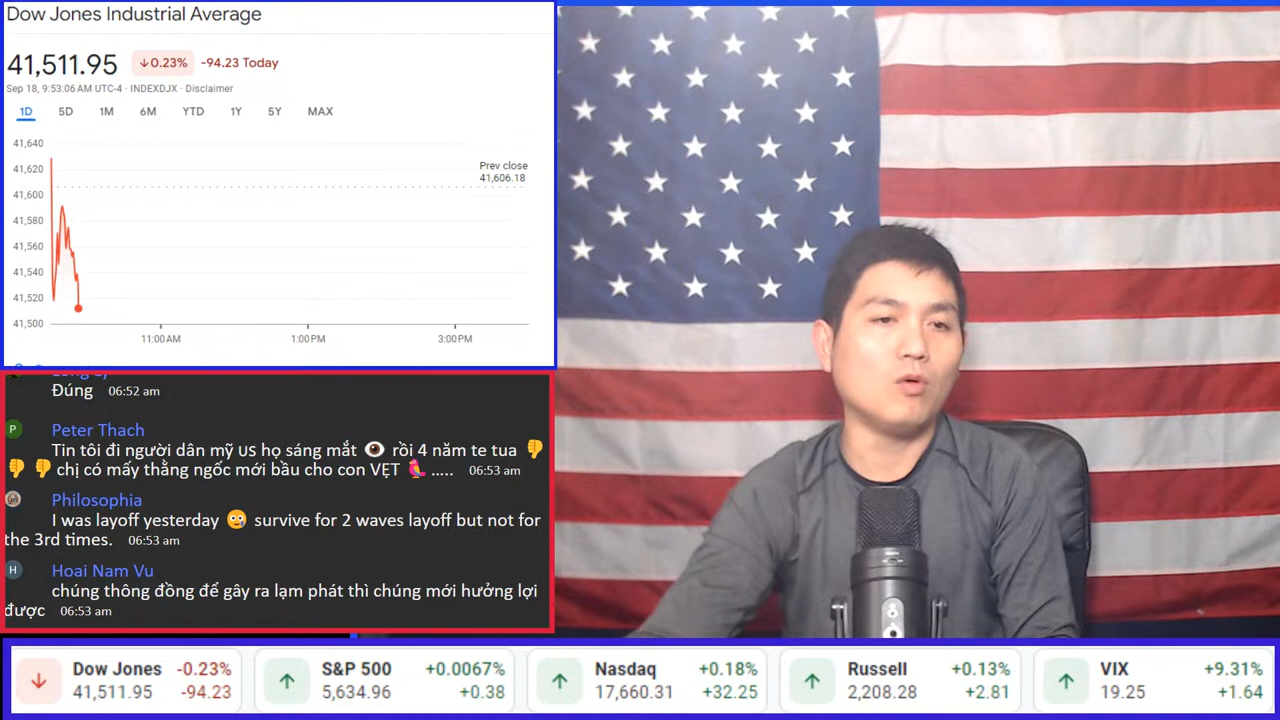 Dow Jones Industrial Average
41,511.95 ↓0.23% -94.23 Today
Sep 18, 9:53:06 AM UTC-4 · INDEXDJX · Disclaimer
1D 5D 1M 6M YTD 1Y 5Y MAX
41,640
41,620
41,600
41,580
41,560
41,540
41,520
41,500
Prev close
41,606.18
11:00 AM 1:00 PM 3:00 PM
Đúng 06:52 am
P
Peter Thach
Tin tôi đi người dân mỹ US họ sáng mắt 👁 rồi 4 năm te tua 👎
👎 👎 chị có mấy thằng ngốc mới bầu cho con VẸT 🦜 ..... 06:53 am
Philosophia
I was layoff yesterday 😢 survive for 2 waves layoff but not for
the 3rd times. 06:53 am
H
Hoai Nam Vu
chúng thông đồng để gây ra lạm phát thì chúng mới hưởng lợi
được 06:53 am
Dow Jones -0.23%
41,511.95 -94.23
S&P 500 +0.0067%
5,634.96 +0.38
Nasdaq +0.18%
17,660.31 +32.25
Russell +0.13%
2,208.28 +2.81
VIX +9.31%
19.25 +1.64